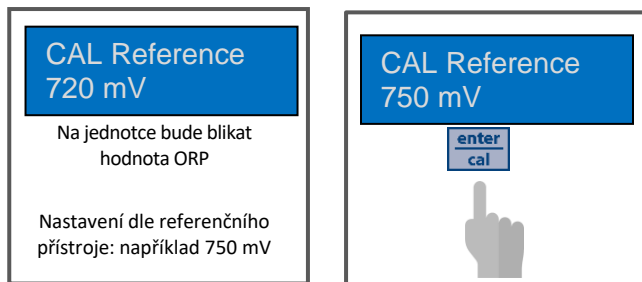 CAL Reference
720 mV
Na jednotce bude blikat
hodnota ORP
Nastavení dle referenčního
přístroje: například 750 mV
CAL Reference
750 mV
enter
cal